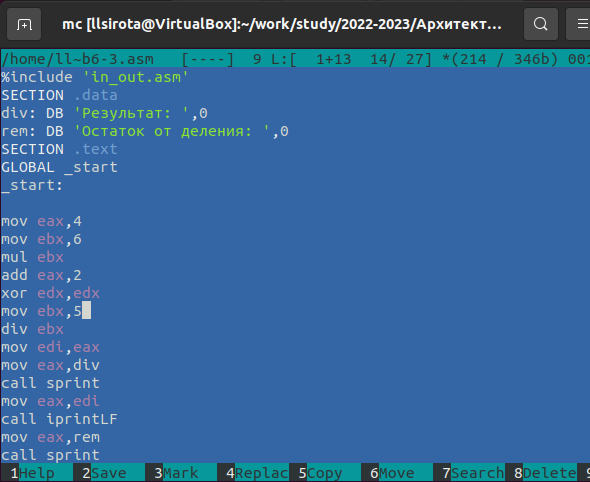 mc [llsirota@VirtualBox]:~/work/study/2022-2023/Архитект...
/home/ll~b6-3.asm [----] 9 L:[ 1+13 14/ 27] *(214 / 346b) 001
%include 'in_out.asm'
SECTION .data
div: DB 'Результат: ',0
rem: DB 'Остаток от деления: ',0
SECTION .text
GLOBAL _start
_start:
mov eax,4
mov ebx,6
mul ebx
add eax,2
xor edx,edx
mov ebx,5
div ebx
mov edi,eax
mov eax,div
call sprint
mov eax,edi
call iprintLF
mov eax,rem
call sprint
1Help 2Save 3Mark 4Replac 5Copy 6Move 7Search 8Delete 9